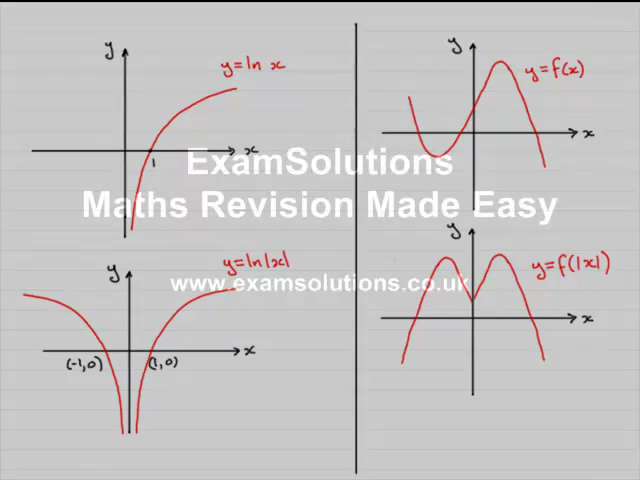 y
y=ln x
x
1
y
y=f(x)
x
ExamSolutions
Maths Revision Made Easy
www.examsolutions.co.uk
y
y=ln|x|
x
(-1,0)
(1,0)
y
y=f(|x|)
x